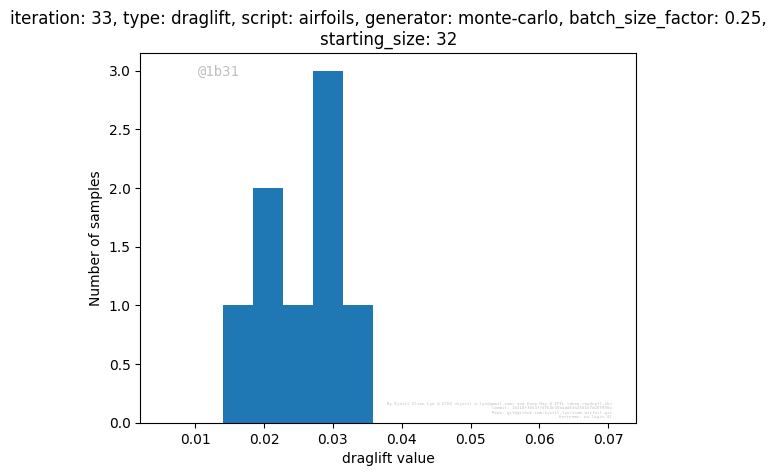 iteration: 33, type: draglift, script: airfoils, generator: monte-carlo, batch_size_factor: 0.25,
starting_size: 32
@1b31
3.0
2.5
2.0
1.5
1.0
0.5
0.0
Number of samples
0.01 0.02 0.03 0.04 0.05 0.06 0.07
draglift value